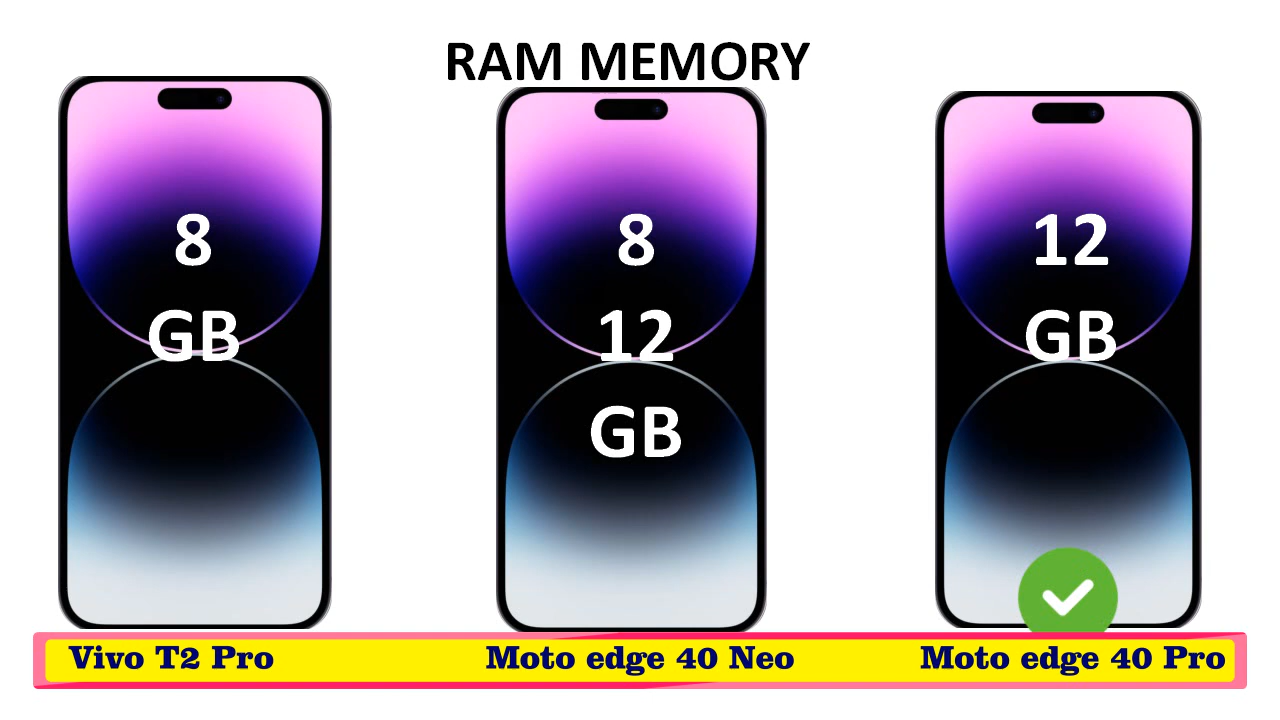 RAM MEMORY
8
GB
8
12
GB
12
GB
Vivo T2 Pro
Moto edge 40 Neo
Moto edge 40 Pro